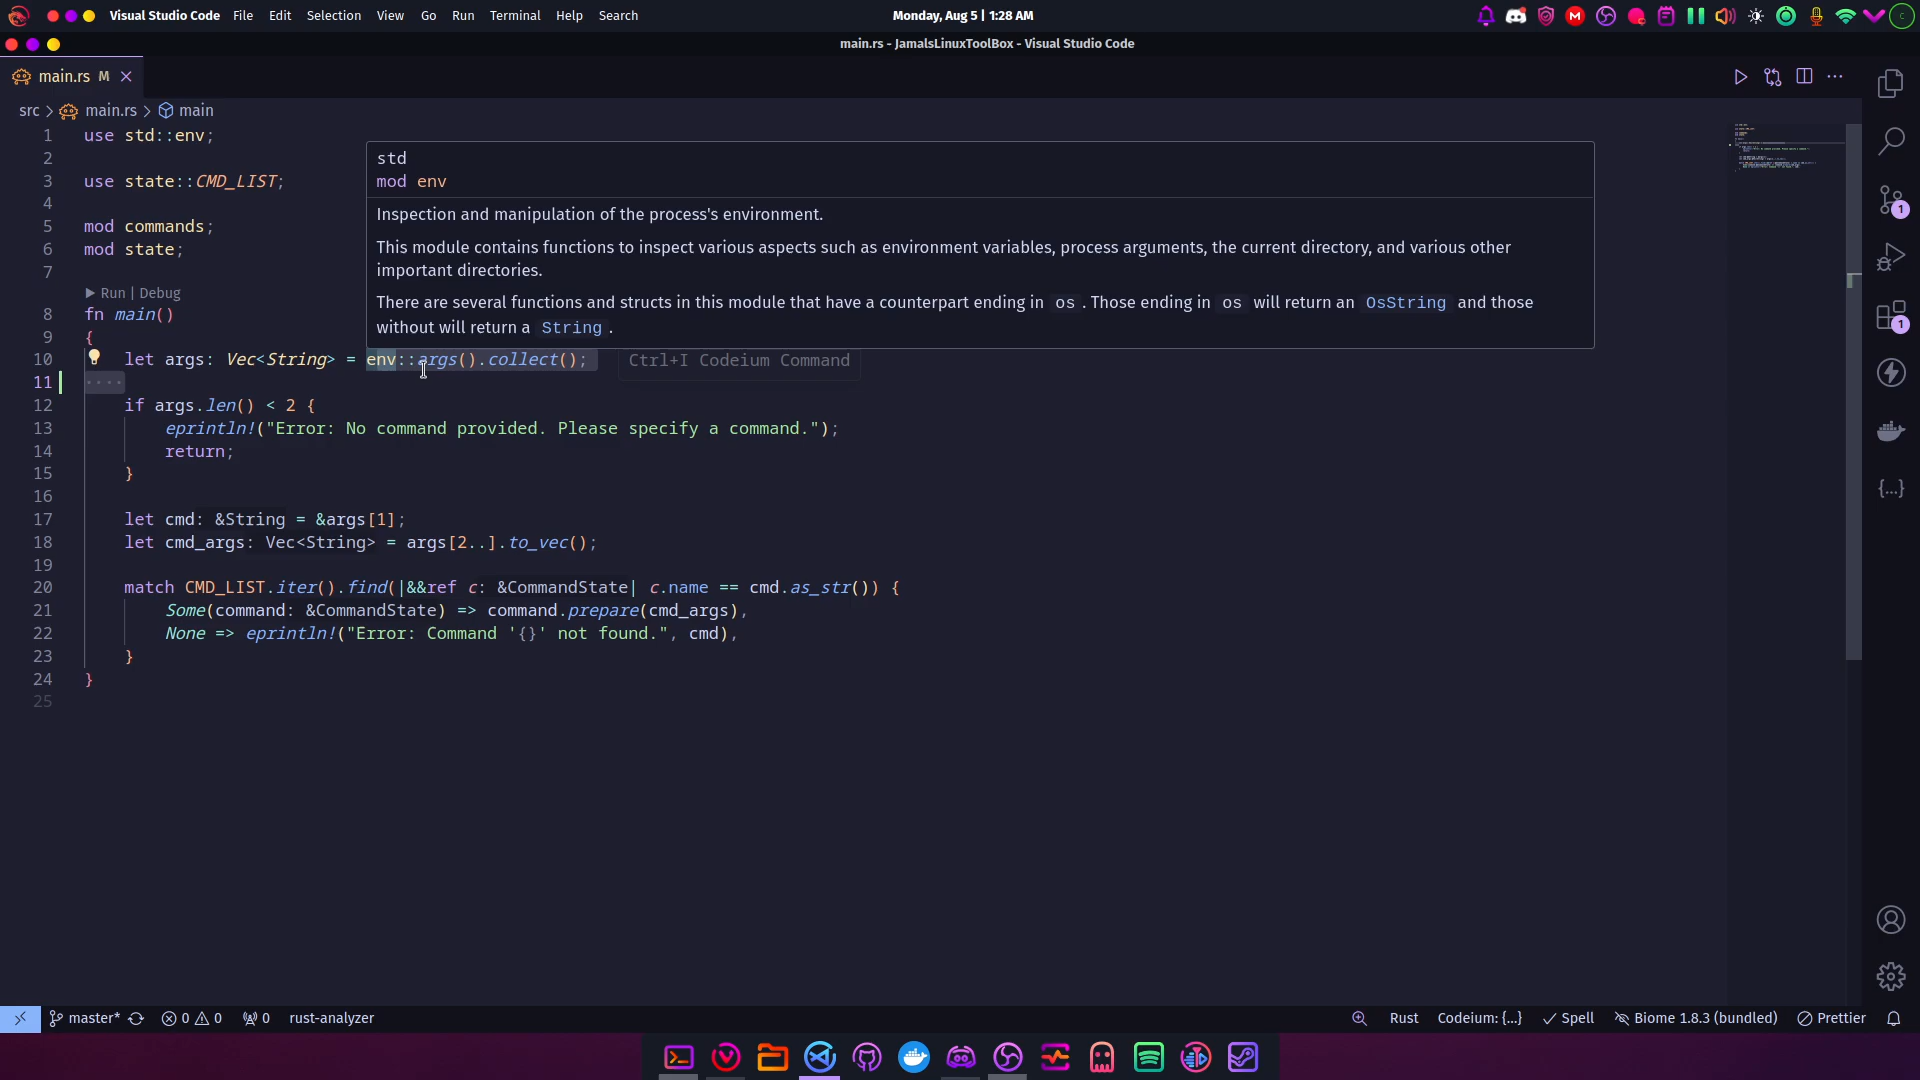 Visual Studio Code File Edit Selection View Go Run Terminal Help Search
Monday, Aug 5 | 1:28 AM
main.rs - JamalsLinuxToolBox - Visual Studio Code
main.rs M
src > main.rs > main
1 use std::env;
2
3 use state::CMD_LIST;
4
5 mod commands;
6 mod state;
7
Run | Debug
8 fn main()
9 {
10 let args: Vec<String> = env::args().collect();
Ctrl+I Codeium Command
11 ····
12 if args.len() < 2 {
13 eprintln!("Error: No command provided. Please specify a command.");
14 return;
15 }
16
17 let cmd: &String = &args[1];
18 let cmd_args: Vec<String> = args[2..].to_vec();
19
20 match CMD_LIST.iter().find(|&&ref c: &CommandState| c.name == cmd.as_str()) {
21 Some(command: &CommandState) => command.prepare(cmd_args),
22 None => eprintln!("Error: Command '{}' not found.", cmd),
23 }
24 }
25
std
mod env
Inspection and manipulation of the process's environment.
This module contains functions to inspect various aspects such as environment variables, process arguments, the current directory, and various other
important directories.
There are several functions and structs in this module that have a counterpart ending in os. Those ending in os will return an OsString and those
without will return a String.
1
1
{...}
master* 0 0 0 rust-analyzer
Rust Codeium: {...} Spell Biome 1.8.3 (bundled) Prettier